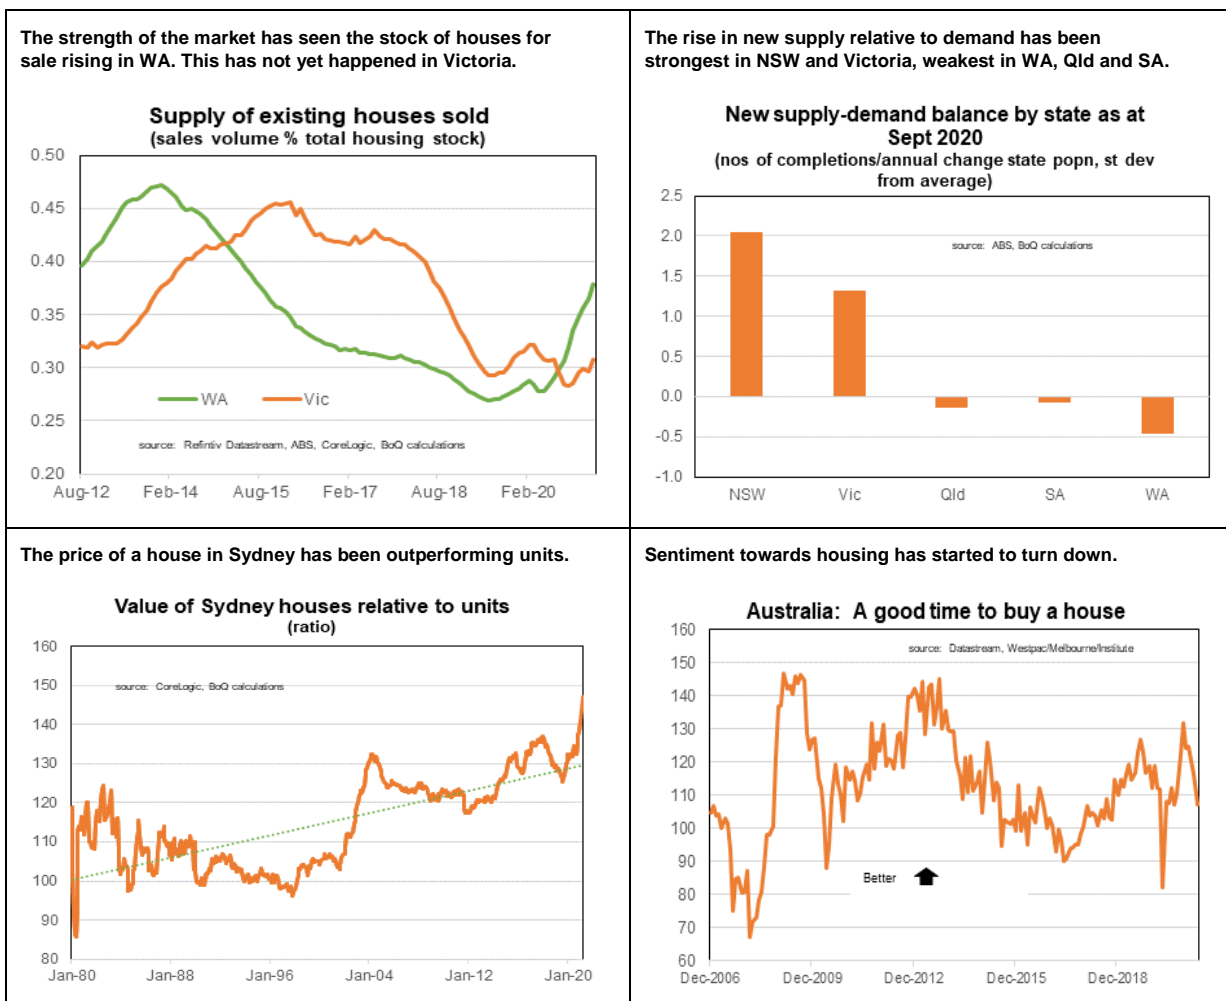 The strength of the market has seen the stock of houses for
sale rising in WA. This has not yet happened in Victoria.
Supply of existing houses sold
(sales volume % total housing stock)
0.50
0.45
0.40
0.35
0.30
0.25
0.20
WA
Vic
source: Refintiv Datastream, ABS, CoreLogic, BoQ calculations
Aug-12
Feb-14
Aug-15
Feb-17
Aug-18
Feb-20
The rise in new supply relative to demand has been
strongest in NSW and Victoria, weakest in WA, Qld and SA.
New supply-demand balance by state as at
Sept 2020
(nos of completions/annual change state popn, st dev
from average)
2.5
2.0
1.5
1.0
0.5
0.0
-0.5
-1.0
source: ABS, BoQ calculations
NSW
Vic
Qld
SA
WA
The price of a house in Sydney has been outperforming units.
Value of Sydney houses relative to units
(ratio)
160
150
140
130
120
110
100
90
80
source: CoreLogic, BoQ calculations
Jan-80
Jan-88
Jan-96
Jan-04
Jan-12
Jan-20
Sentiment towards housing has started to turn down.
Australia: A good time to buy a house
160
150
140
130
120
110
100
90
80
70
60
source: Datastream, Westpac/Melbourne/Institute
Better
Dec-2006
Dec-2009
Dec-2012
Dec-2015
Dec-2018